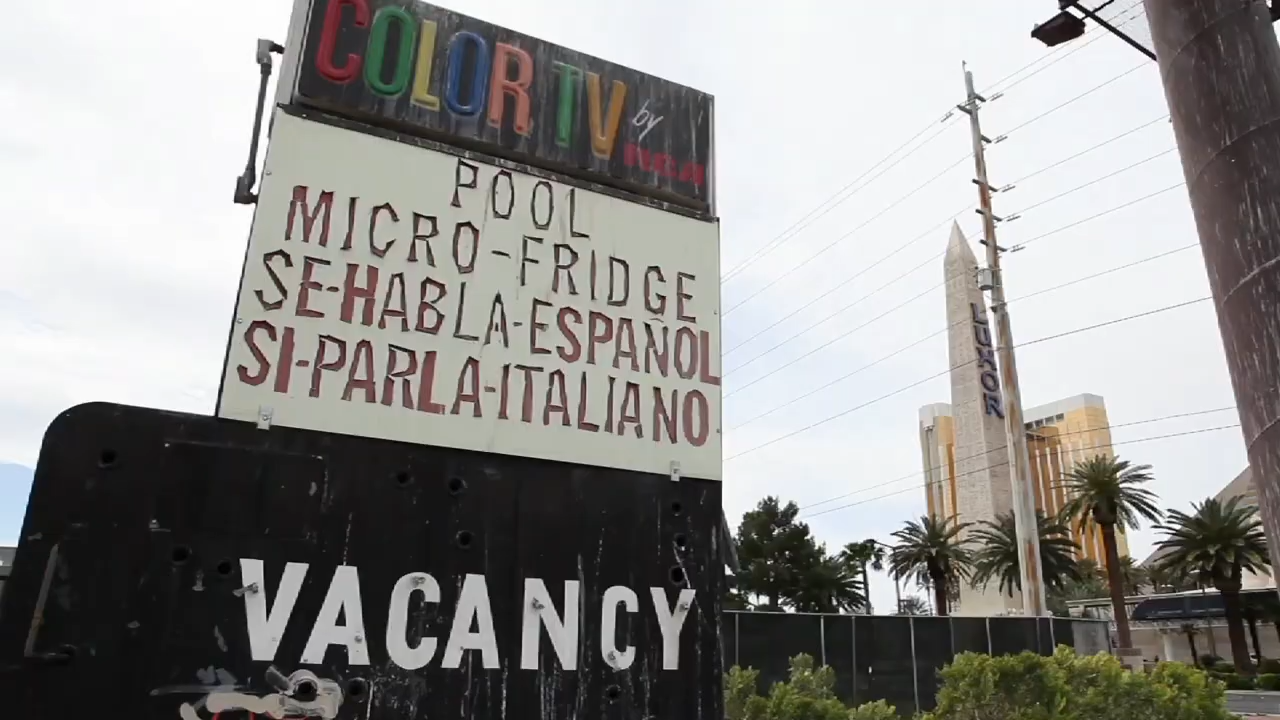 COLOR TV by RCA
POOL
MICRO-FRIDGE
SE-HABLA-ESPAÑOL
SI-PARLA-ITALIANO
VACANCY
LUXOR